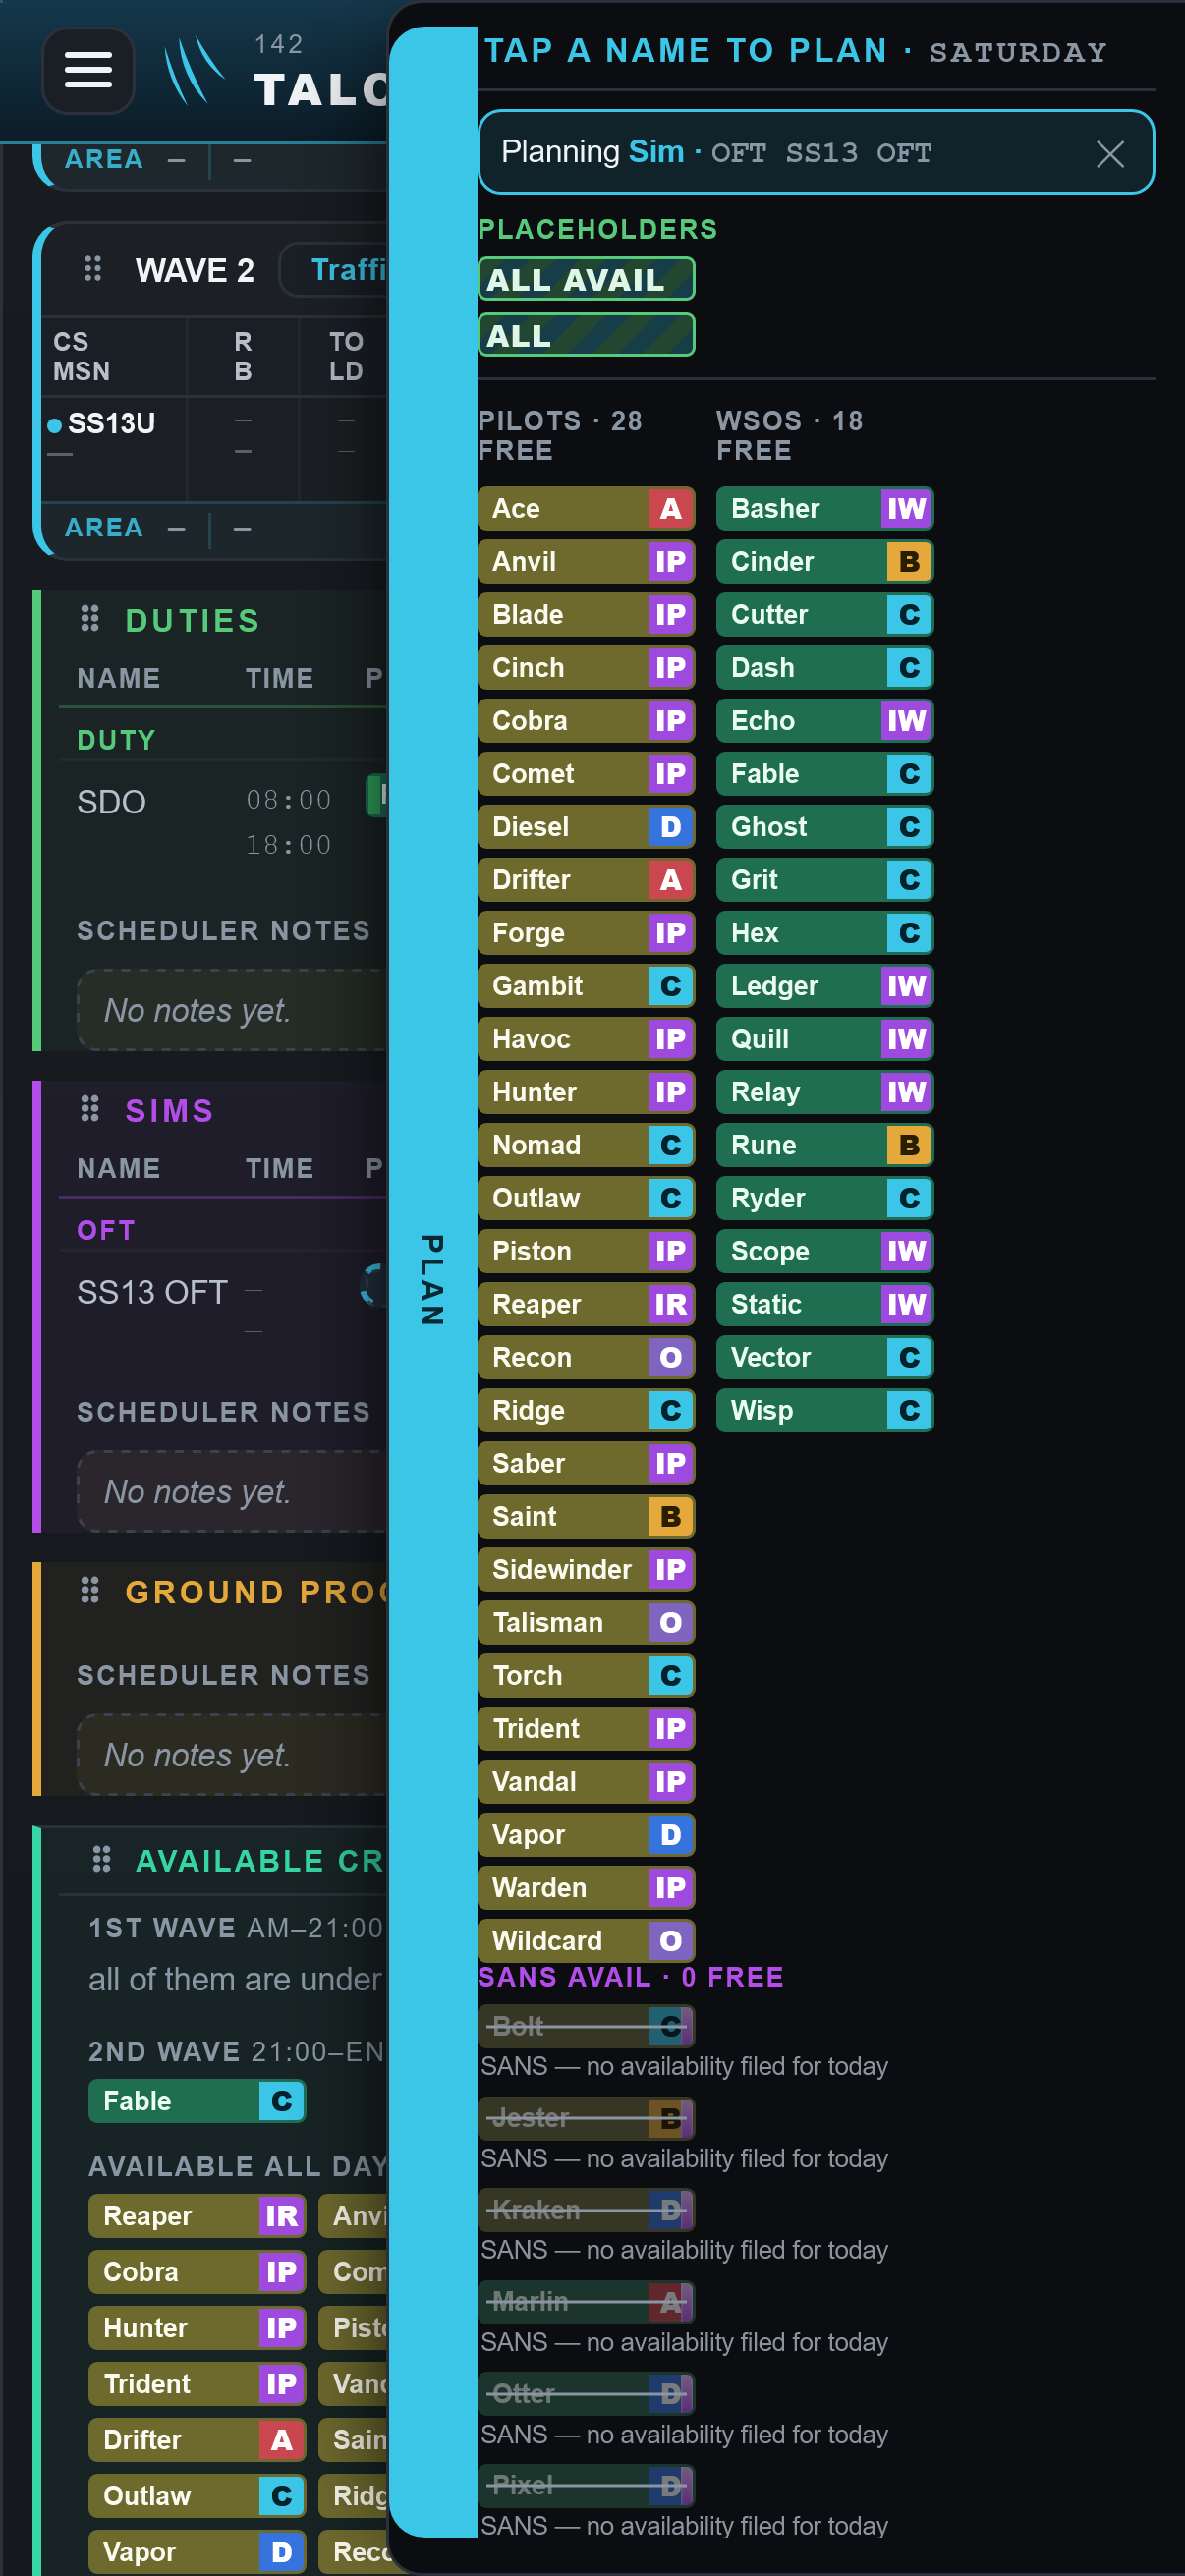 142
TALO
AREA – –
WAVE 2 Traffi
CS MSN R B TO LD
SS13U – –
— – –
AREA – –
DUTIES
NAME TIME P
DUTY
SDO 08:00
18:00
SCHEDULER NOTES
No notes yet.
SIMS
NAME TIME P
OFT
SS13 OFT –
–
SCHEDULER NOTES
No notes yet.
GROUND PROG
SCHEDULER NOTES
No notes yet.
AVAILABLE CR
1ST WAVE AM–21:00
all of them are under
2ND WAVE 21:00–EN
Fable C
AVAILABLE ALL DAY
Reaper IR Anvi
Cobra IP Com
Hunter IP Pisto
Trident IP Vand
Drifter A Sain
Outlaw C Ridg
Vapor D Reco
PLAN
TAP A NAME TO PLAN · SATURDAY
Planning Sim · OFT SS13 OFT
PLACEHOLDERS
ALL AVAIL
ALL
PILOTS · 28 FREE
Ace A
Anvil IP
Blade IP
Cinch IP
Cobra IP
Comet IP
Diesel D
Drifter A
Forge IP
Gambit C
Havoc IP
Hunter IP
Nomad C
Outlaw C
Piston IP
Reaper IR
Recon O
Ridge C
Saber IP
Saint B
Sidewinder IP
Talisman O
Torch C
Trident IP
Vandal IP
Vapor D
Warden IP
Wildcard O
WSOS · 18 FREE
Basher IW
Cinder B
Cutter C
Dash C
Echo IW
Fable C
Ghost C
Grit C
Hex C
Ledger IW
Quill IW
Relay IW
Rune B
Ryder C
Scope IW
Static IW
Vector C
Wisp C
SANS AVAIL · 0 FREE
Bolt C
SANS — no availability filed for today
Jester B
SANS — no availability filed for today
Kraken D
SANS — no availability filed for today
Marlin A
SANS — no availability filed for today
Otter D
SANS — no availability filed for today
Pixel D
SANS — no availability filed for today